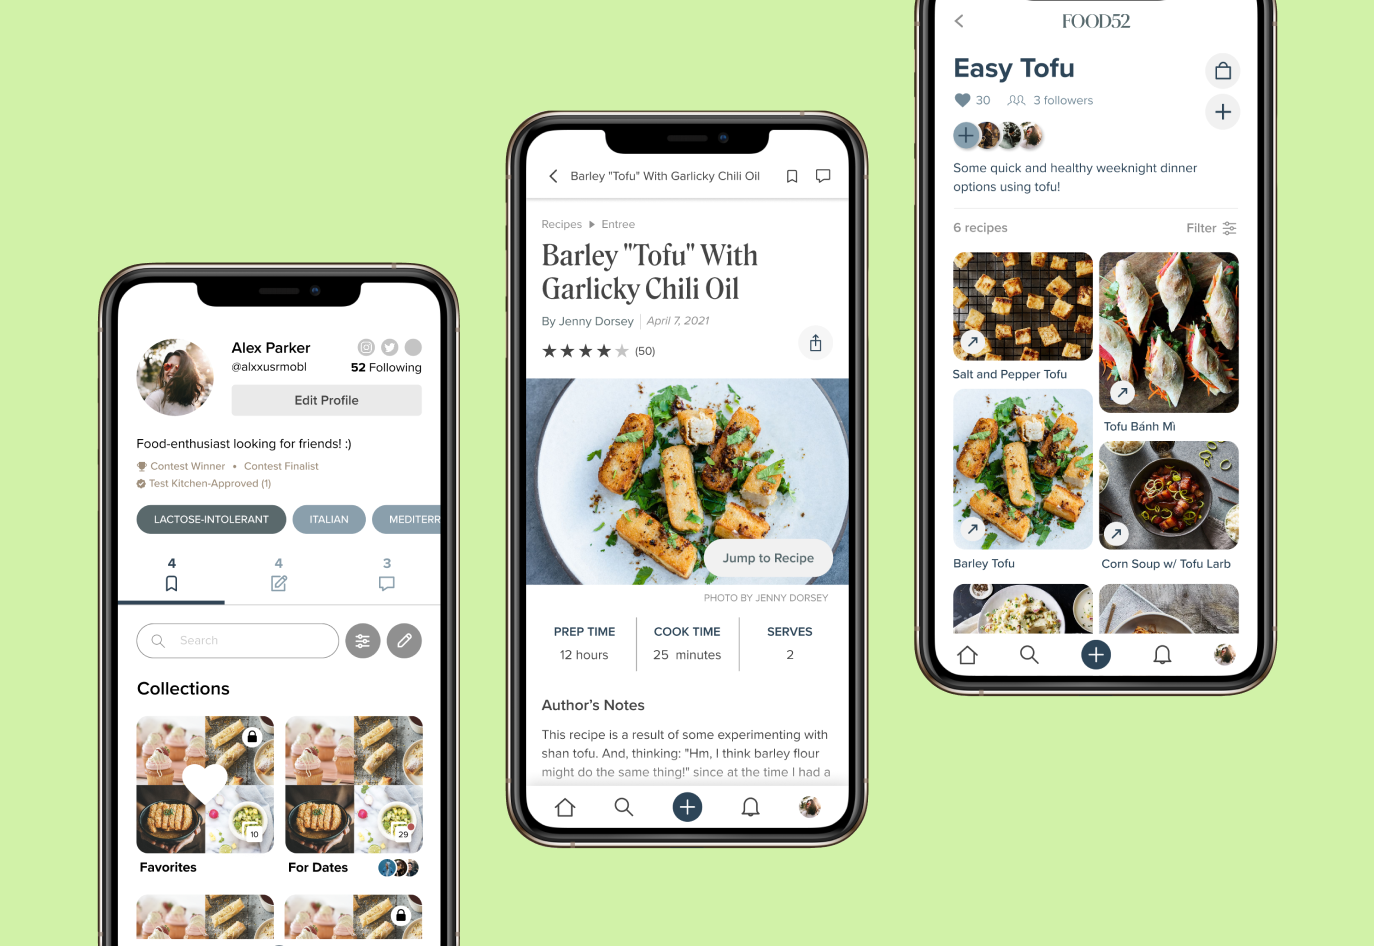 Alex Parker
@alxxusrmobl
52 Following
Edit Profile
Food-enthusiast looking for friends! :)
Contest Winner • Contest Finalist
Test Kitchen-Approved (1)
LACTOSE-INTOLERANT
ITALIAN
MEDITERR
4
4
3
Search
Collections
10
29
Favorites
For Dates
Barley "Tofu" With Garlicky Chili Oil
Recipes ▶ Entree
Barley "Tofu" With
Garlicky Chili Oil
By Jenny Dorsey | April 7, 2021
(50)
Jump to Recipe
PHOTO BY JENNY DORSEY
PREP TIME
12 hours
COOK TIME
25 minutes
SERVES
2
Author's Notes
This recipe is a result of some experimenting with
shan tofu. And, thinking: "Hm, I think barley flour
might do the same thing!" since at the time I had a
FOOD52
Easy Tofu
30
3 followers
Some quick and healthy weeknight dinner
options using tofu!
6 recipes
Filter
Salt and Pepper Tofu
Tofu Bánh Mì
Barley Tofu
Corn Soup w/ Tofu Larb